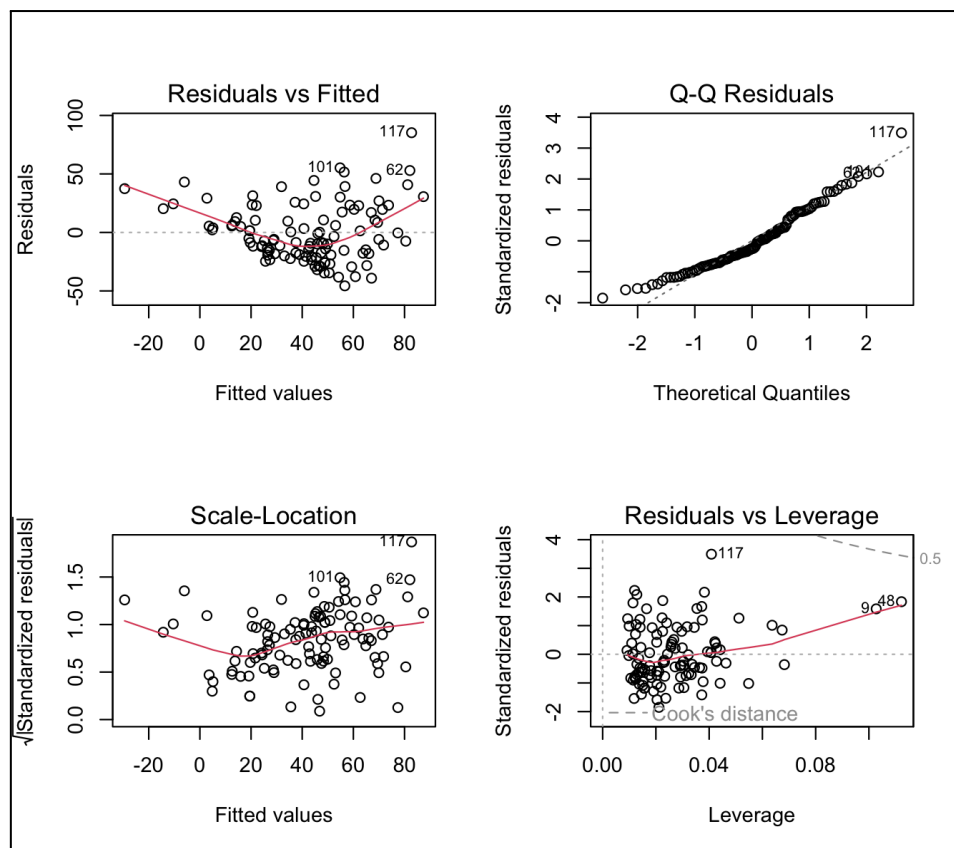 Residuals vs Fitted
Residuals
100
50
0
-50
117
101
62
-20 0 20 40 60 80
Fitted values
Q-Q Residuals
Standardized residuals
4
3
2
1
0
-2
117
-2 -1 0 1 2
Theoretical Quantiles
Scale-Location
√|Standardized residuals|
1.5
1.0
0.5
0.0
117
101
62
-20 0 20 40 60 80
Fitted values
Residuals vs Leverage
Standardized residuals
4
2
0
-2
117
9
48
0.5
Cook's distance
0.00 0.04 0.08
Leverage